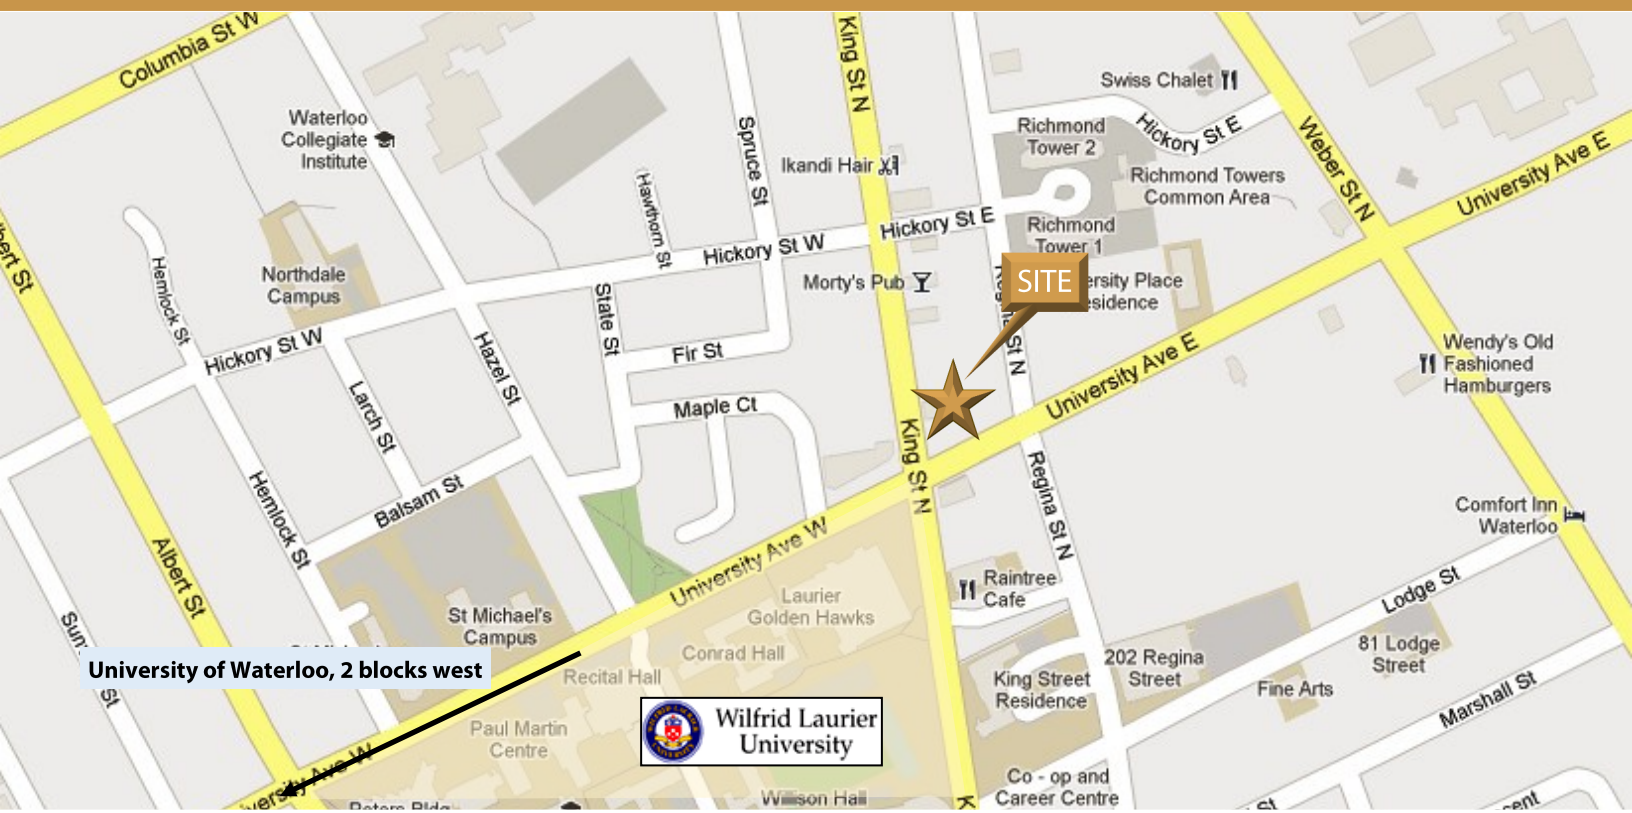 Columbia St W
King St N
Swiss Chalet
Hickory St E
Waterloo
Collegiate
Institute
Spruce St
Richmond
Tower 2
Weber St N
University Ave E
Ikandi Hair
Richmond Towers
Common Area
Hawthorn St
Hickory St E
Richmond
Tower 1
Hickory St W
Hemlock St
Northdale
Campus
Morty's Pub
SITE
State St
Hickory St W
Hazel St
Fir St
St N
University Ave E
Wendy's Old
Fashioned
Hamburgers
Larch St
Maple Ct
King St N
Regina St N
Hemlock St
Balsam St
Comfort Inn
Waterloo
Albert St
University Ave W
Raintree
Cafe
Lodge St
St Michael's
Campus
Laurier
Golden Hawks
Conrad Hall
Recital Hall
University of Waterloo, 2 blocks west
King Street
Residence
202 Regina
Street
81 Lodge
Street
Fine Arts
Marshall St
Paul Martin
Centre
Wilfrid Laurier
University
Co - op and
Career Centre
Willison Hall